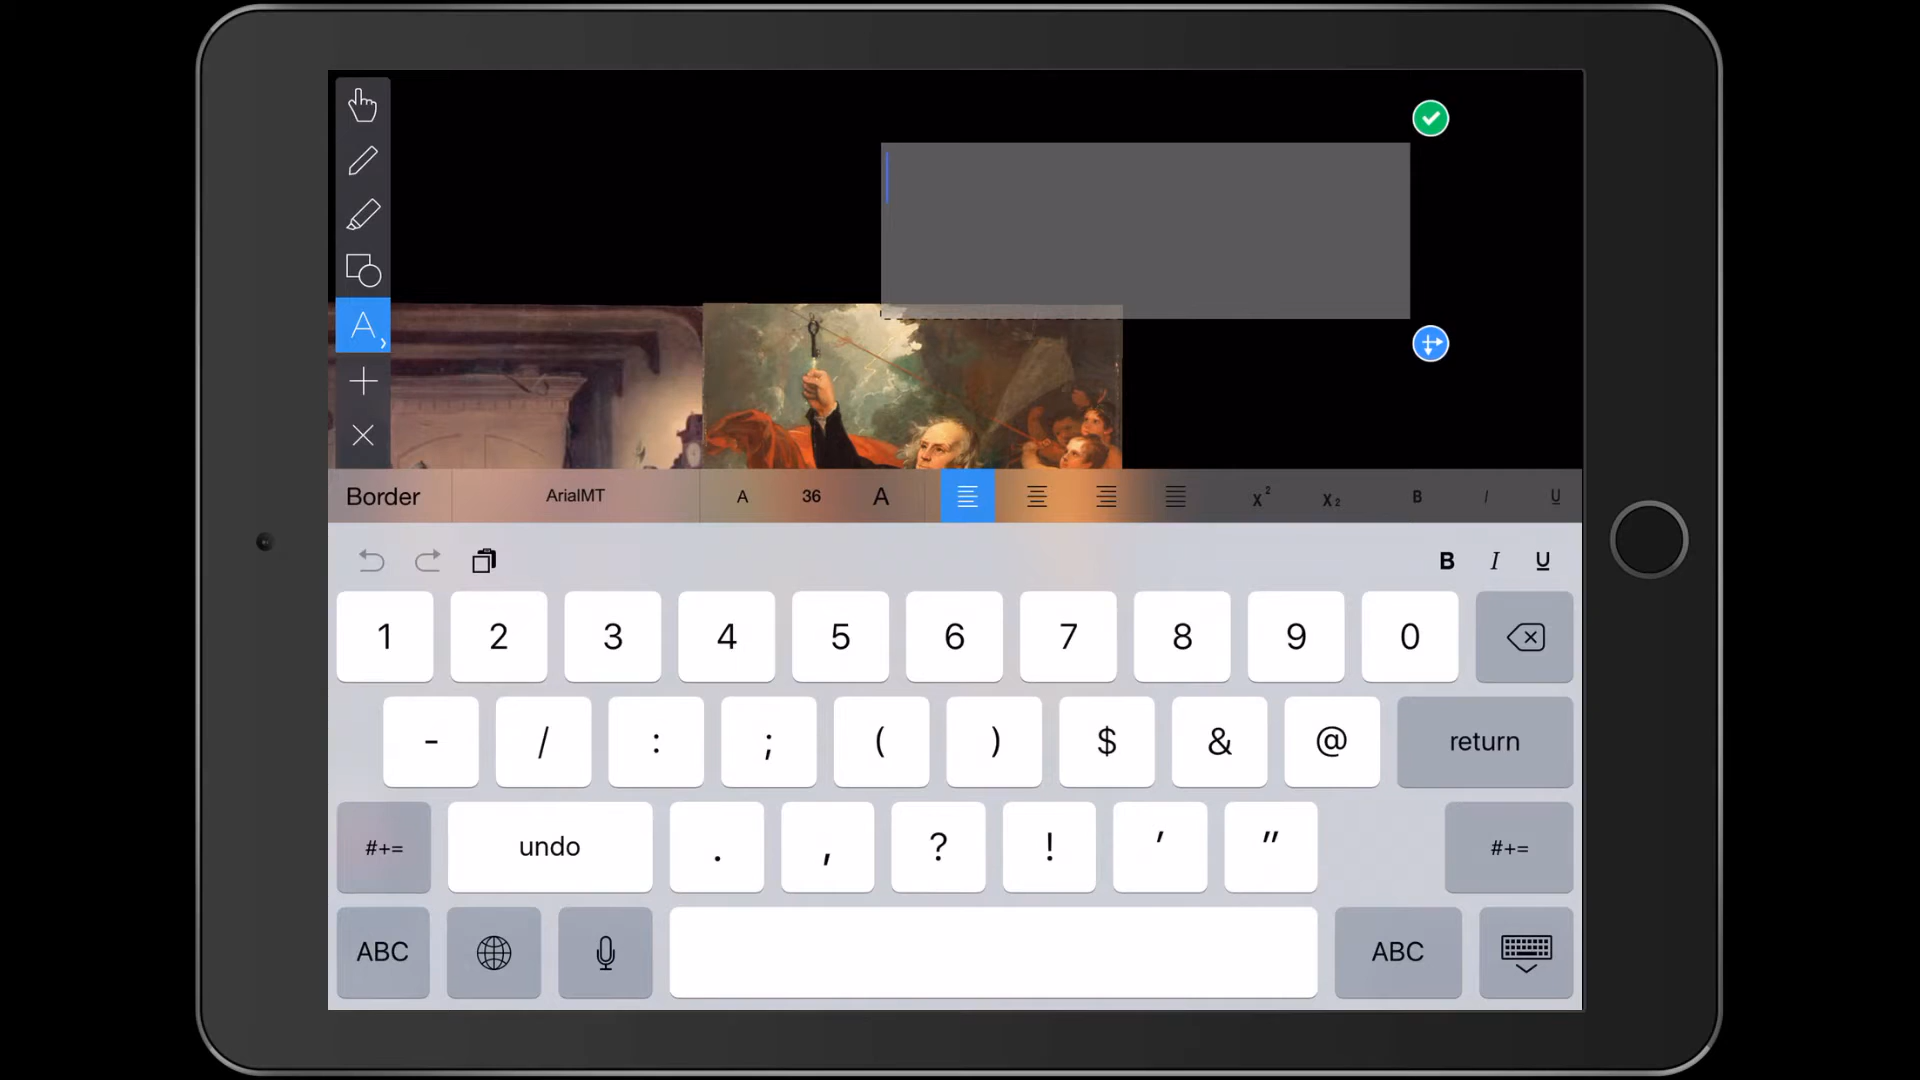 A
Border ArialMT A 36 A x² x₂ B I U
B I U
1 2 3 4 5 6 7 8 9 0
- / : ; ( ) $ & @ return
#+= undo . , ? ! ' " #+=
ABC ABC